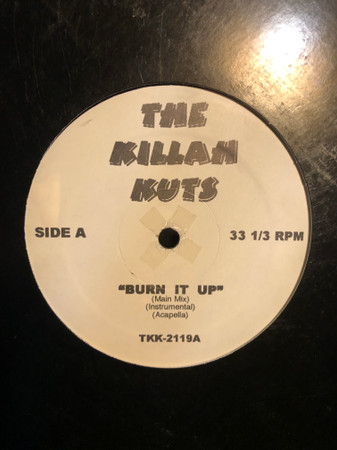 THE
KILLAH
KUTS
SIDE A
33 1/3 RPM
"BURN IT UP"
(Main Mix)
(Instrumental)
(Acapella)
TKK-2119A